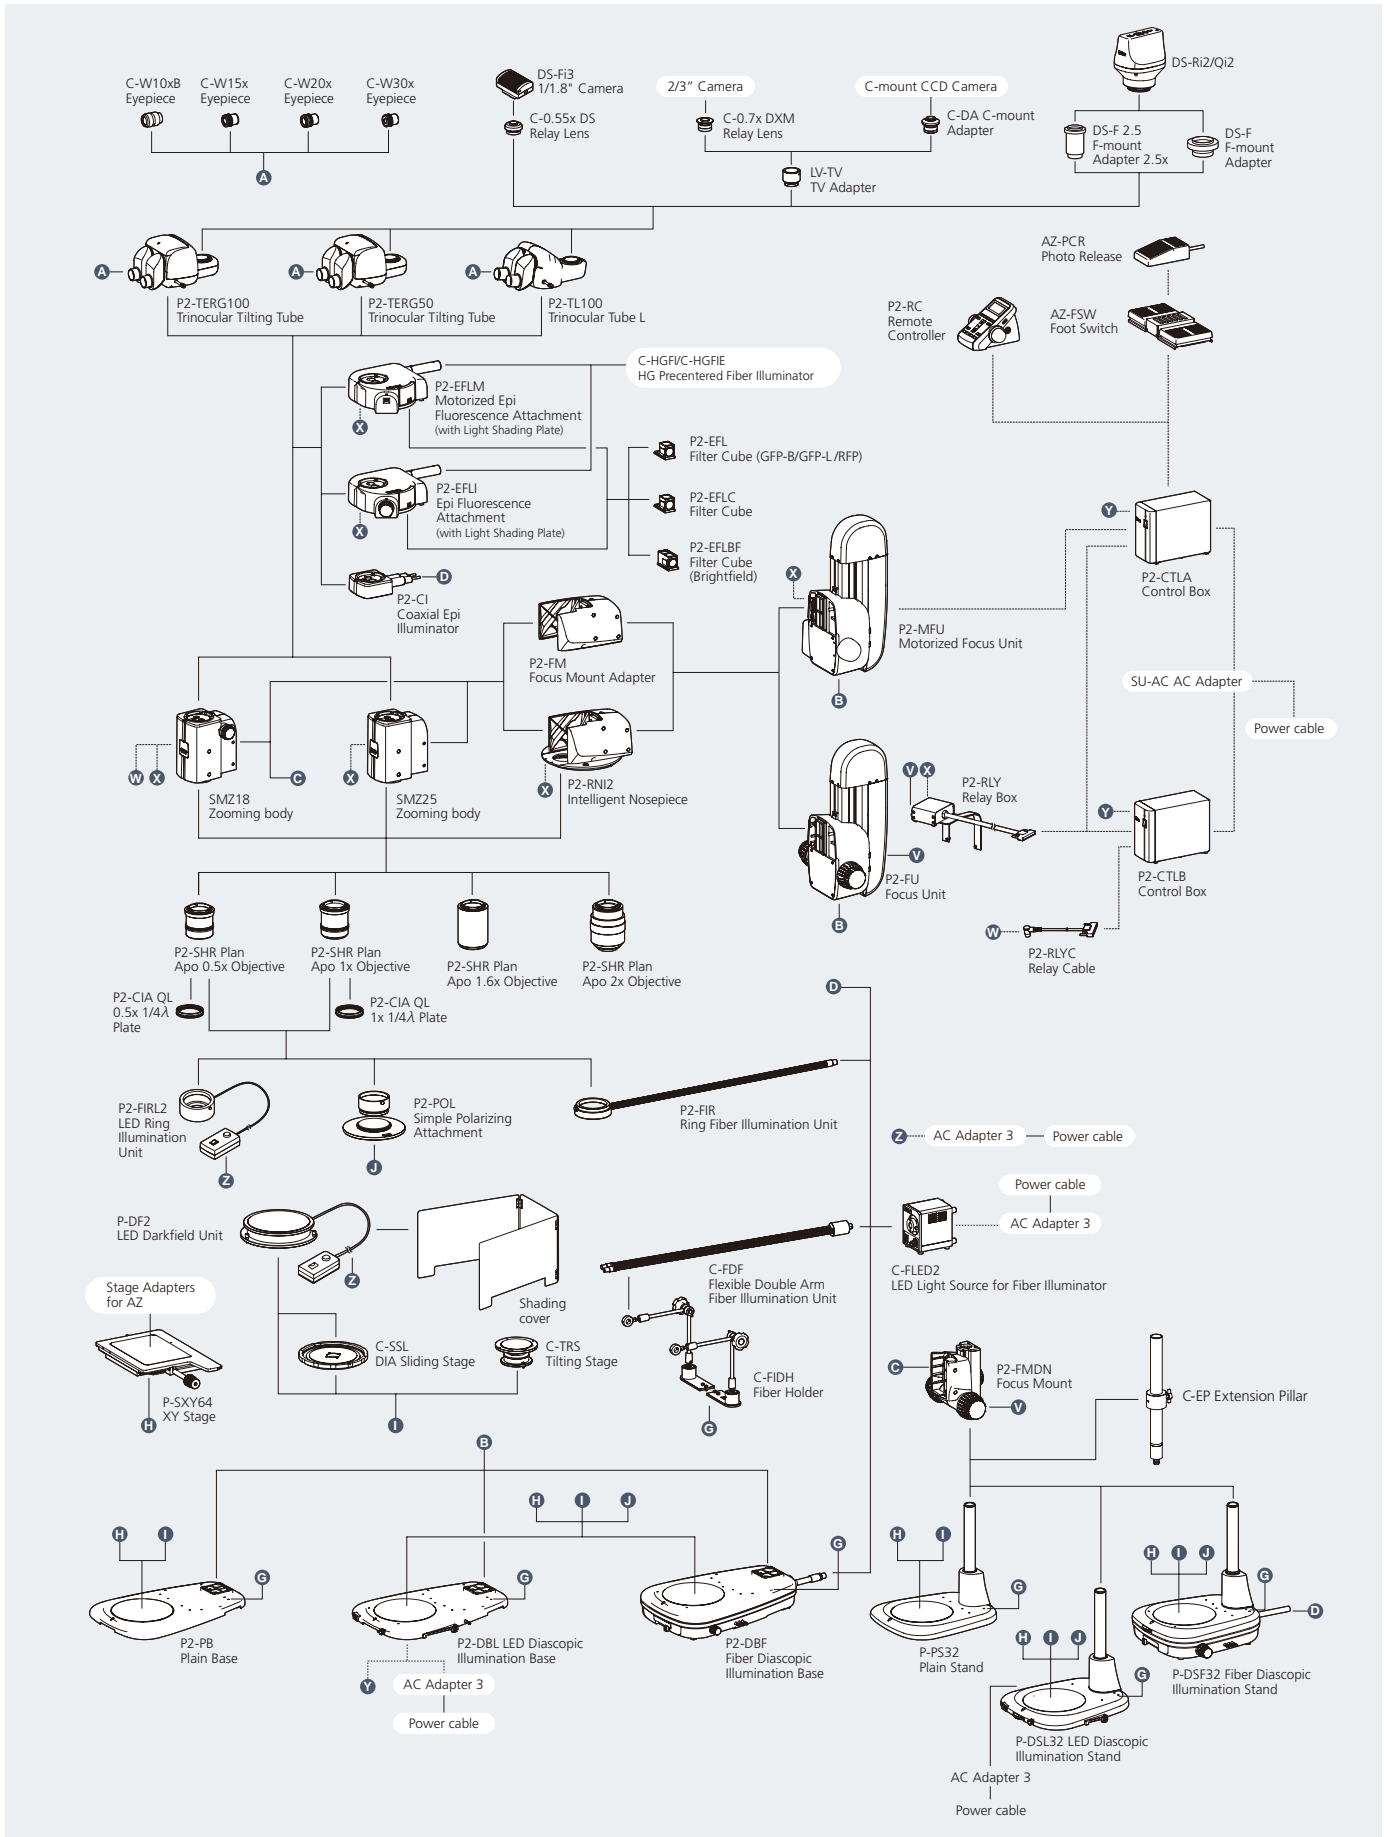 C-W10xB
Eyepiece
C-W15x
Eyepiece
C-W20x
Eyepiece
C-W30x
Eyepiece
A
DS-Fi3
1/1.8" Camera
C-0.55x DS
Relay Lens
2/3" Camera
C-0.7x DXM
Relay Lens
C-mount CCD Camera
C-DA C-mount
Adapter
LV-TV
TV Adapter
DS-Ri2/Qi2
DS-F 2.5
F-mount
Adapter 2.5x
DS-F
F-mount
Adapter
A
P2-TERG100
Trinocular Tilting Tube
A
P2-TERG50
Trinocular Tilting Tube
A
P2-TL100
Trinocular Tube L
AZ-PCR
Photo Release
P2-RC
Remote
Controller
AZ-FSW
Foot Switch
C-HGFI/C-HGFIE
HG Precentered Fiber Illuminator
P2-EFLM
Motorized Epi
Fluorescence Attachment
(with Light Shading Plate)
X
P2-EFLI
Epi Fluorescence
Attachment
(with Light Shading Plate)
X
P2-EFL
Filter Cube (GFP-B/GFP-L/RFP)
P2-EFLC
Filter Cube
P2-EFLBF
Filter Cube
(Brightfield)
D
P2-CI
Coaxial Epi
Illuminator
Y
P2-CTLA
Control Box
X
P2-MFU
Motorized Focus Unit
B
P2-FM
Focus Mount Adapter
SU-AC AC Adapter
Power cable
W
X
C
SMZ18
Zooming body
X
SMZ25
Zooming body
X
P2-RNI2
Intelligent Nosepiece
V
X
P2-RLY
Relay Box
Y
P2-CTLB
Control Box
V
P2-FU
Focus Unit
B
W
P2-RLYC
Relay Cable
P2-SHR Plan
Apo 0.5x Objective
P2-SHR Plan
Apo 1x Objective
P2-SHR Plan
Apo 1.6x Objective
P2-SHR Plan
Apo 2x Objective
P2-CIA QL
0.5x 1/4λ
Plate
P2-CIA QL
1x 1/4λ Plate
D
P2-FIRL2
LED Ring
Illumination
Unit
Z
P2-POL
Simple Polarizing
Attachment
J
P2-FIR
Ring Fiber Illumination Unit
Z
AC Adapter 3
Power cable
Power cable
AC Adapter 3
P-DF2
LED Darkfield Unit
Z
Shading
cover
C-FDF
Flexible Double Arm
Fiber Illumination Unit
C-FLED2
LED Light Source for Fiber Illuminator
Stage Adapters
for AZ
P-SXY64
XY Stage
H
C-SSL
DIA Sliding Stage
C-TRS
Tilting Stage
I
C-FIDH
Fiber Holder
G
C
P2-FMDN
Focus Mount
V
C-EP Extension Pillar
B
H
I
G
P2-PB
Plain Base
H
I
J
G
P2-DBL LED Diascopic
Illumination Base
Y
AC Adapter 3
Power cable
G
P2-DBF
Fiber Diascopic
Illumination Base
H
I
G
P-PS32
Plain Stand
H
I
J
G
P-DSL32 LED Diascopic
Illumination Stand
AC Adapter 3
Power cable
H
I
J
G
D
P-DSF32 Fiber Diascopic
Illumination Stand